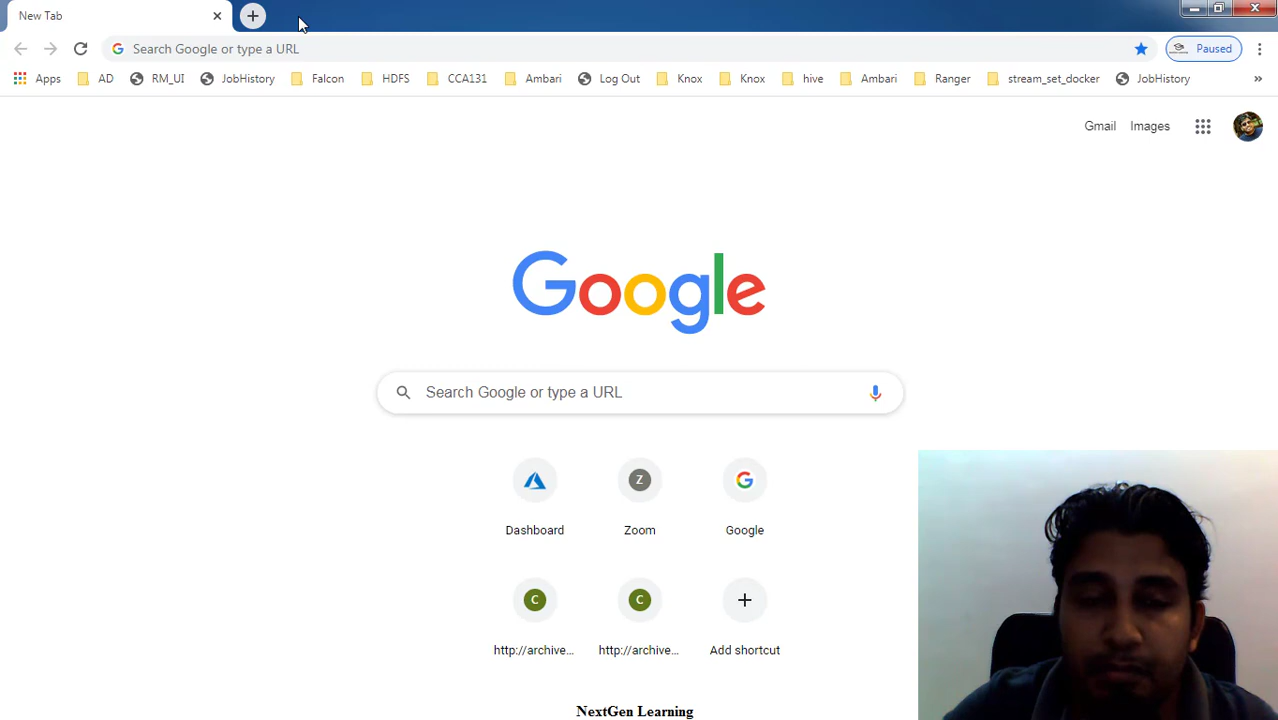 New Tab
Search Google or type a URL
Paused
Apps AD RM_UI JobHistory Falcon HDFS CCA131 Ambari Log Out Knox Knox hive Ambari Ranger stream_set_docker JobHistory »
Gmail Images
Google
Search Google or type a URL
Z
Dashboard Zoom Google
C C
http://archive... http://archive... Add shortcut
NextGen Learning